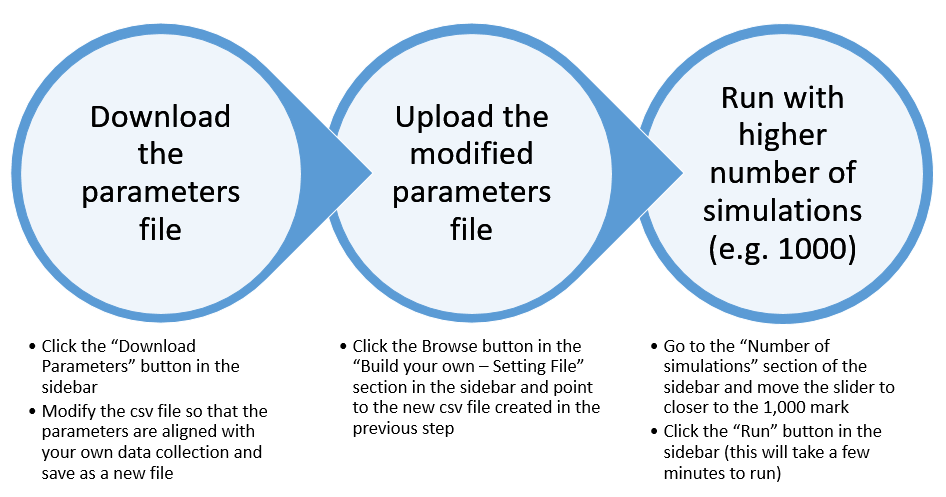 Download
the
parameters
file
Upload the
modified
parameters
file
Run with
higher
number of
simulations
(e.g. 1000)
• Click the “Download
Parameters” button in the
sidebar
• Modify the csv file so that the
parameters are aligned with
your own data collection and
save as a new file
• Click the Browse button in the
“Build your own – Setting File”
section in the sidebar and point
to the new csv file created in the
previous step
• Go to the “Number of
simulations” section of the
sidebar and move the slider to
closer to the 1,000 mark
• Click the “Run” button in the
sidebar (this will take a few
minutes to run)